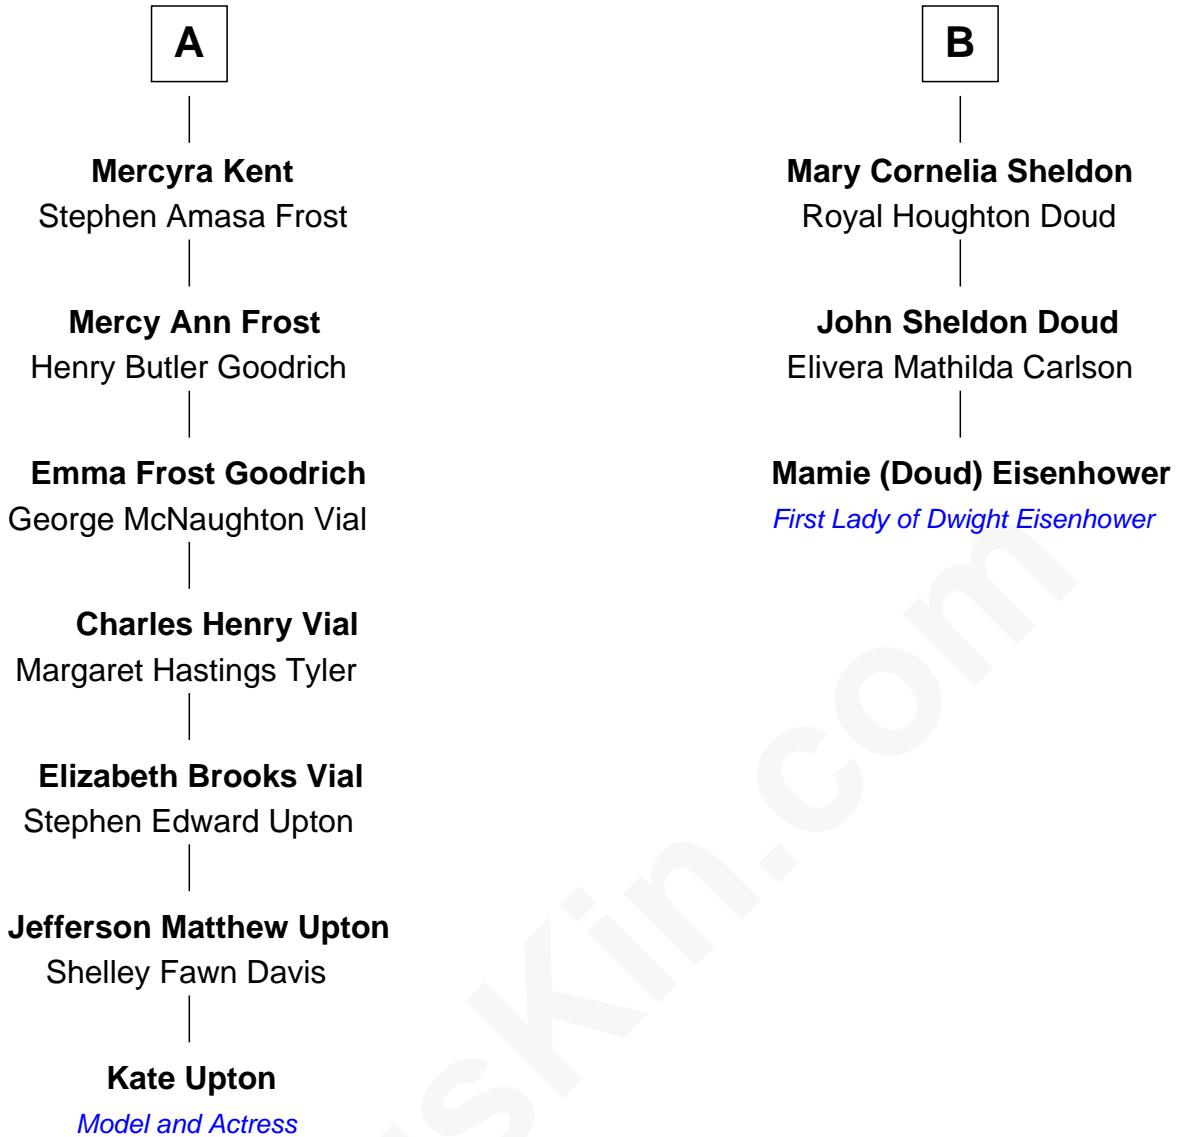 A
Mercyra Kent
Stephen Amasa Frost
Mercy Ann Frost
Henry Butler Goodrich
Emma Frost Goodrich
George McNaughton Vial
Charles Henry Vial
Margaret Hastings Tyler
Elizabeth Brooks Vial
Stephen Edward Upton
Jefferson Matthew Upton
Shelley Fawn Davis
Kate Upton
Model and Actress
B
Mary Cornelia Sheldon
Royal Houghton Doud
John Sheldon Doud
Elivera Mathilda Carlson
Mamie (Doud) Eisenhower
First Lady of Dwight Eisenhower